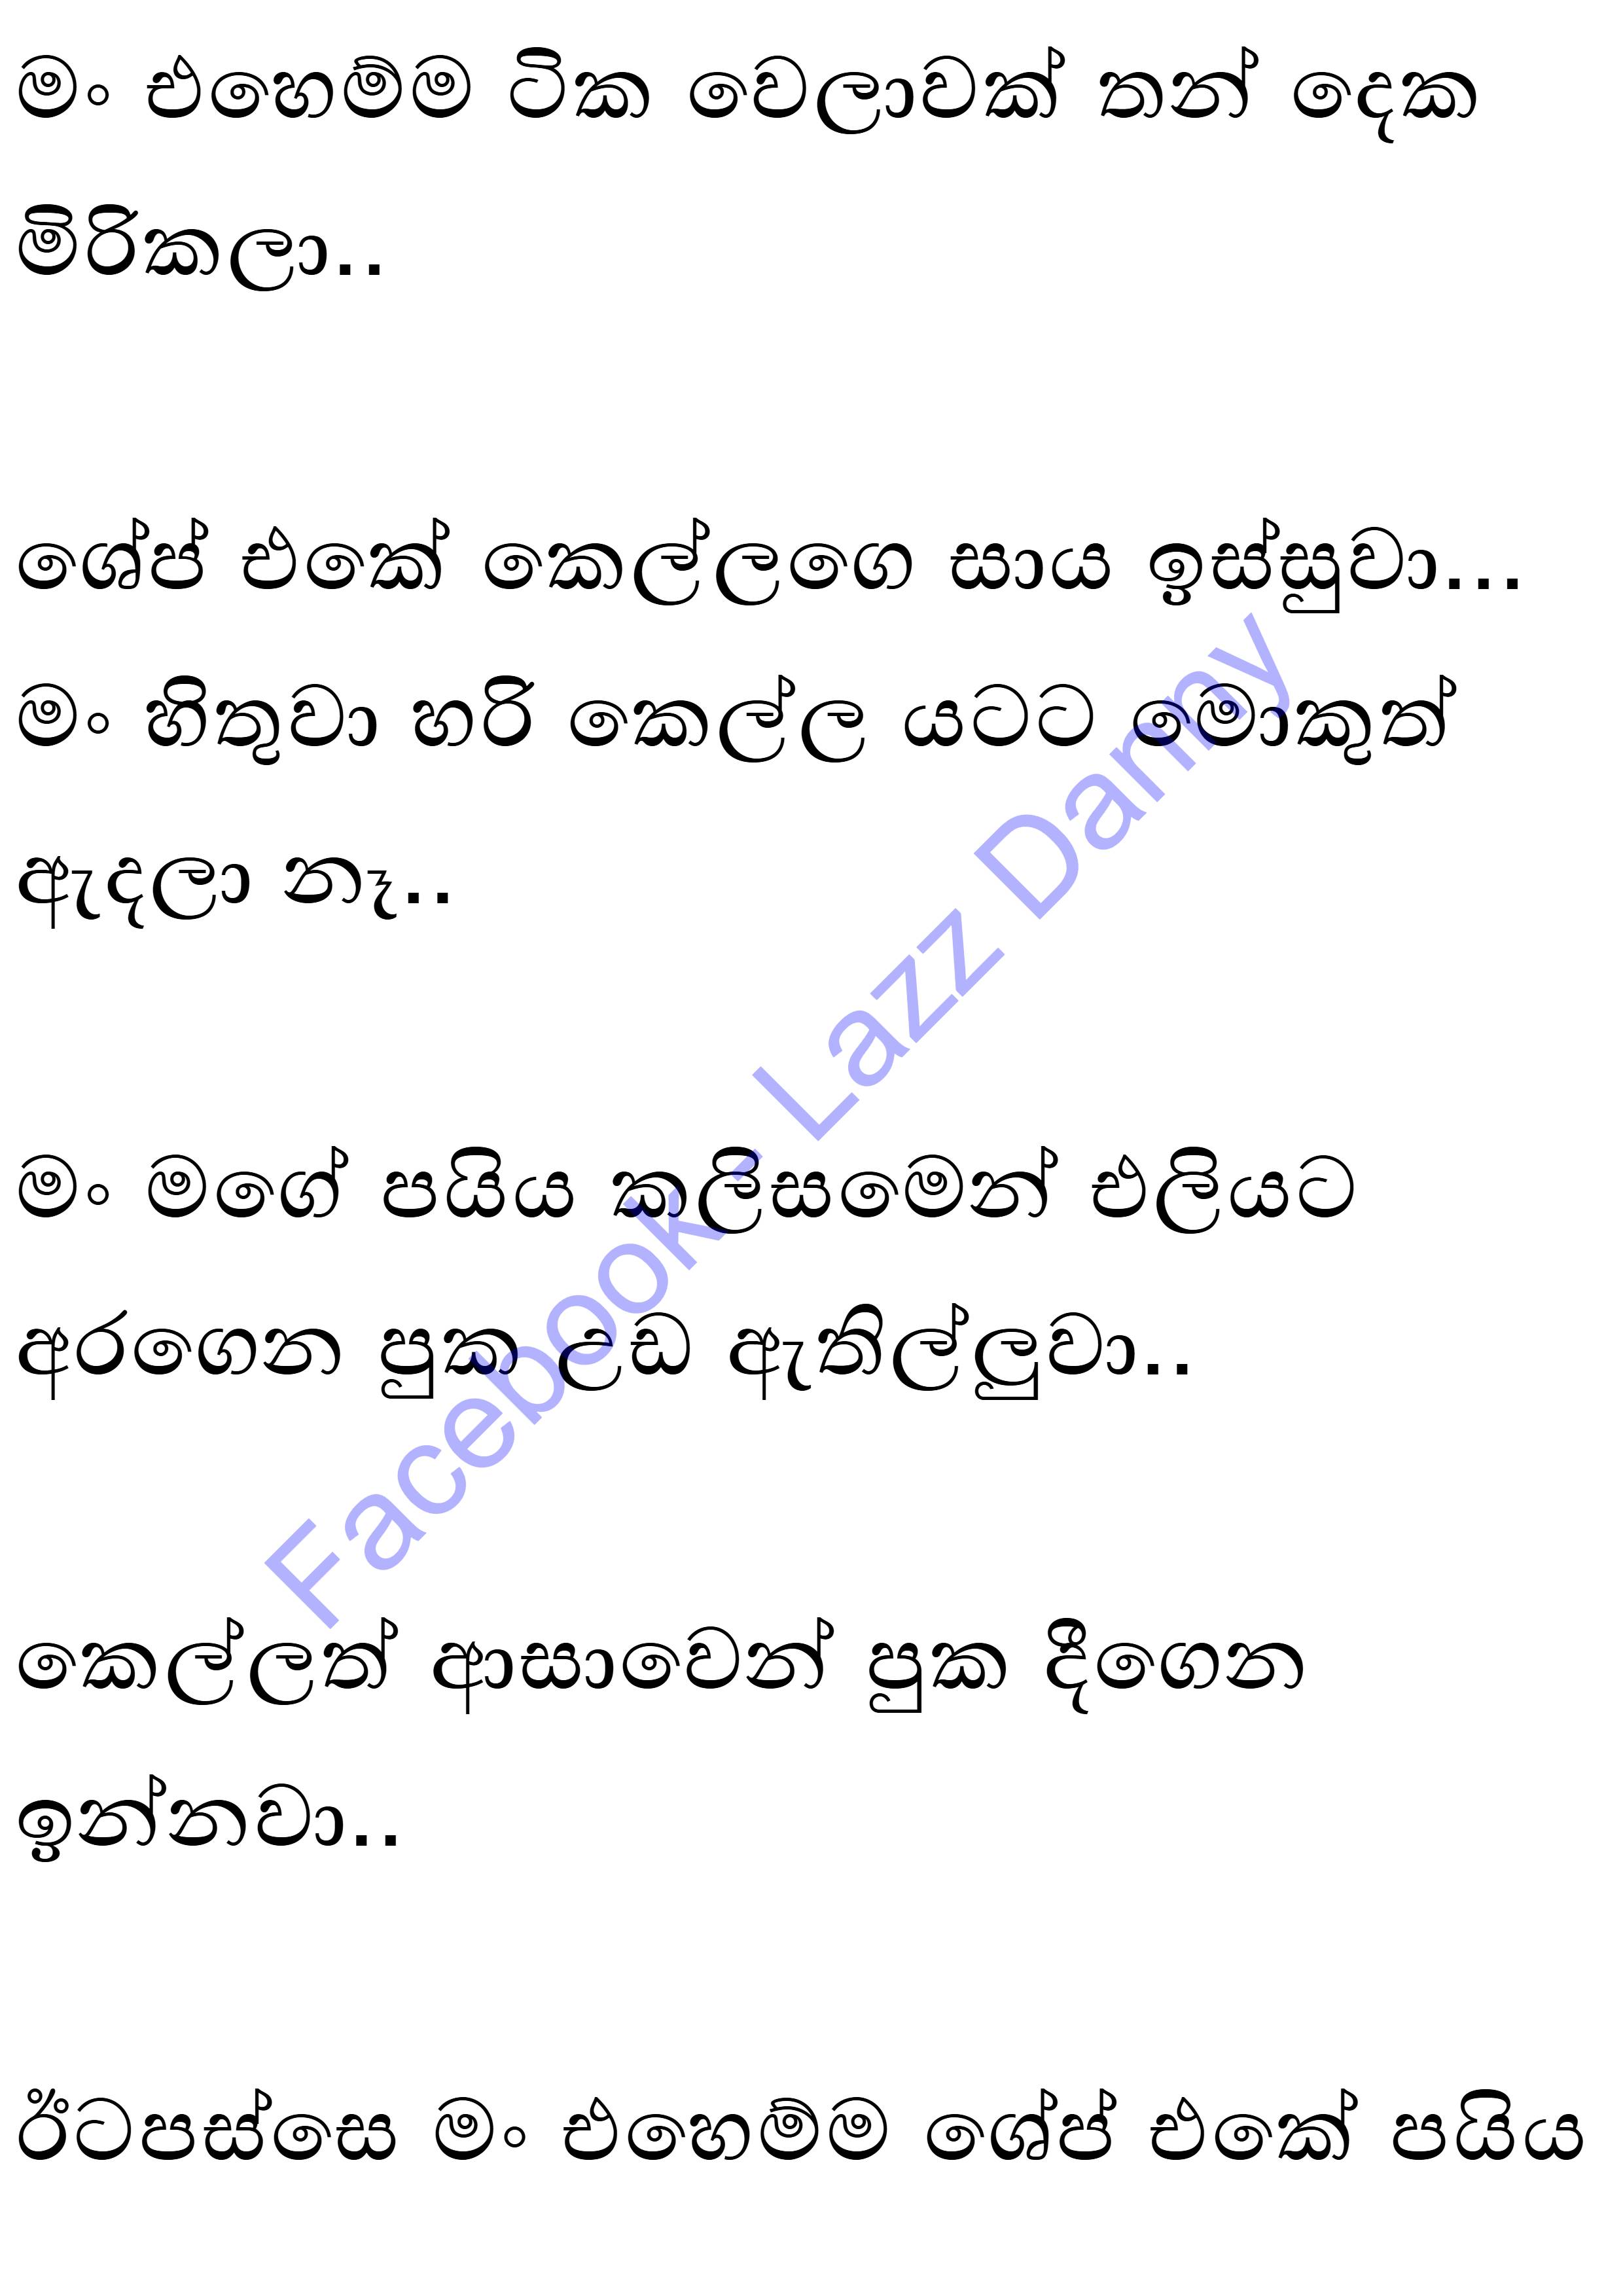 මං එහෙම්ම ටික වෙලාවක් තන් දෙක
මිරිකලා..
ශේප් එකේ කෙල්ලගෙ සාය ඉස්සුවා...
මං හිතුවා හරි කෙල්ල යටට මොකුත්
ඇදලා නෑ..
මං මගේ පයිය කලිසමෙන් එලියට
අරගෙන පුක උඩ ඇතිල්ලුවා..
කෙල්ලත් ආසාවෙන් පුක දීගෙන
ඉන්නවා..
ඊටපස්සෙ මං එහෙම්ම ශේප් එකේ පයිය
Facebook - Lazz Danny